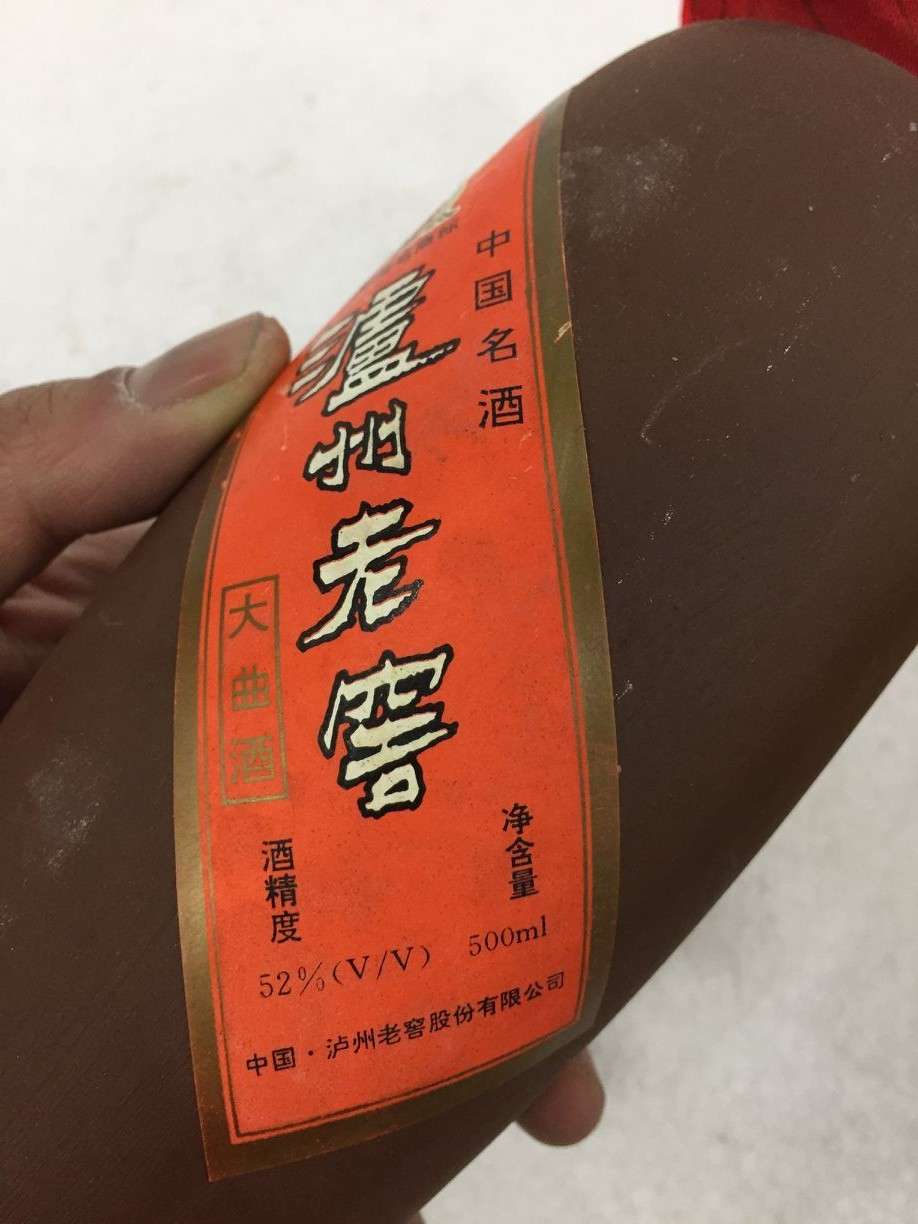 中国名酒
瀘州老窖
大曲酒
酒精度
52%(V/V)
净含量
500ml
中国·泸州老窖股份有限公司